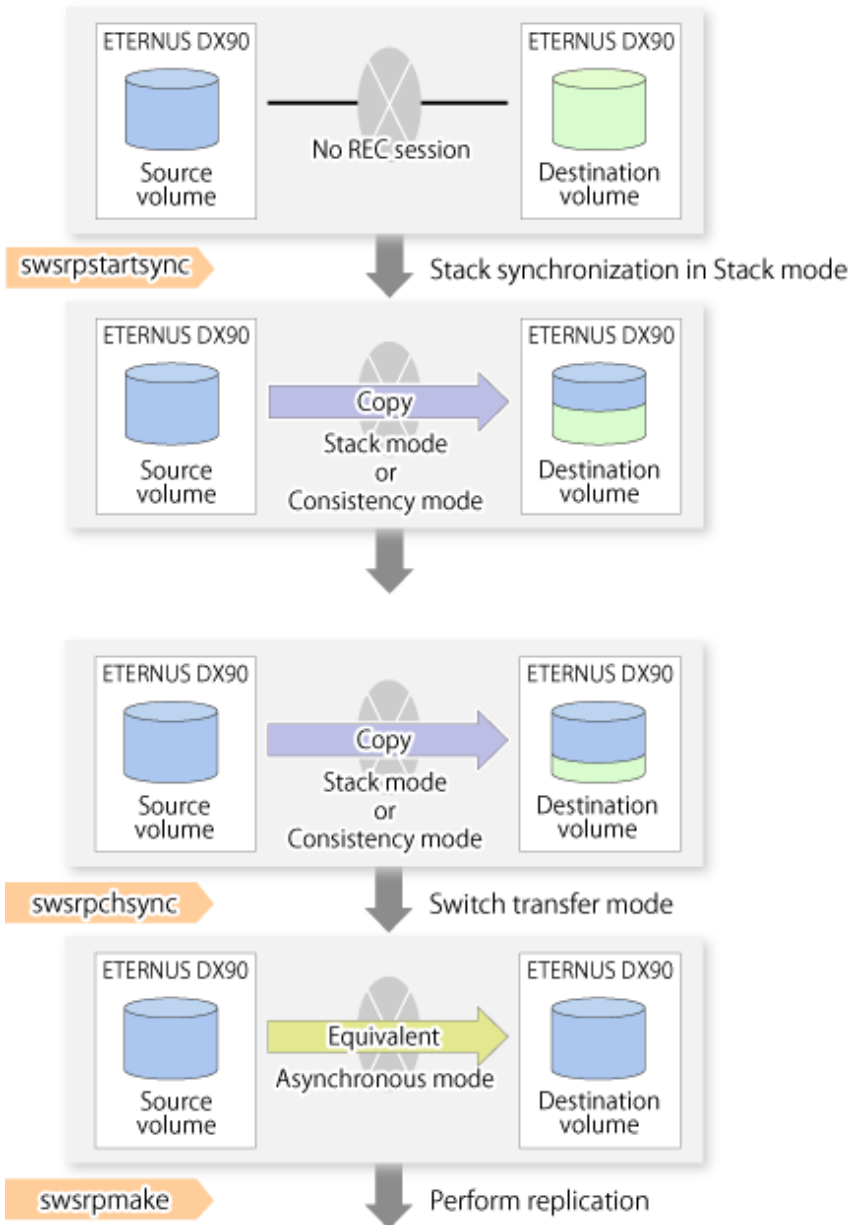 ETERNUS DX90
ETERNUS DX90
No REC session
Source
volume
Destination
volume
swsrpstartsync
Stack synchronization in Stack mode
ETERNUS DX90
ETERNUS DX90
Copy
Stack mode
or
Consistency mode
Source
volume
Destination
volume
ETERNUS DX90
ETERNUS DX90
Copy
Stack mode
or
Consistency mode
Source
volume
Destination
volume
swsrpchsync
Switch transfer mode
ETERNUS DX90
ETERNUS DX90
Equivalent
Asynchronous mode
Source
volume
Destination
volume
swsrpmake
Perform replication